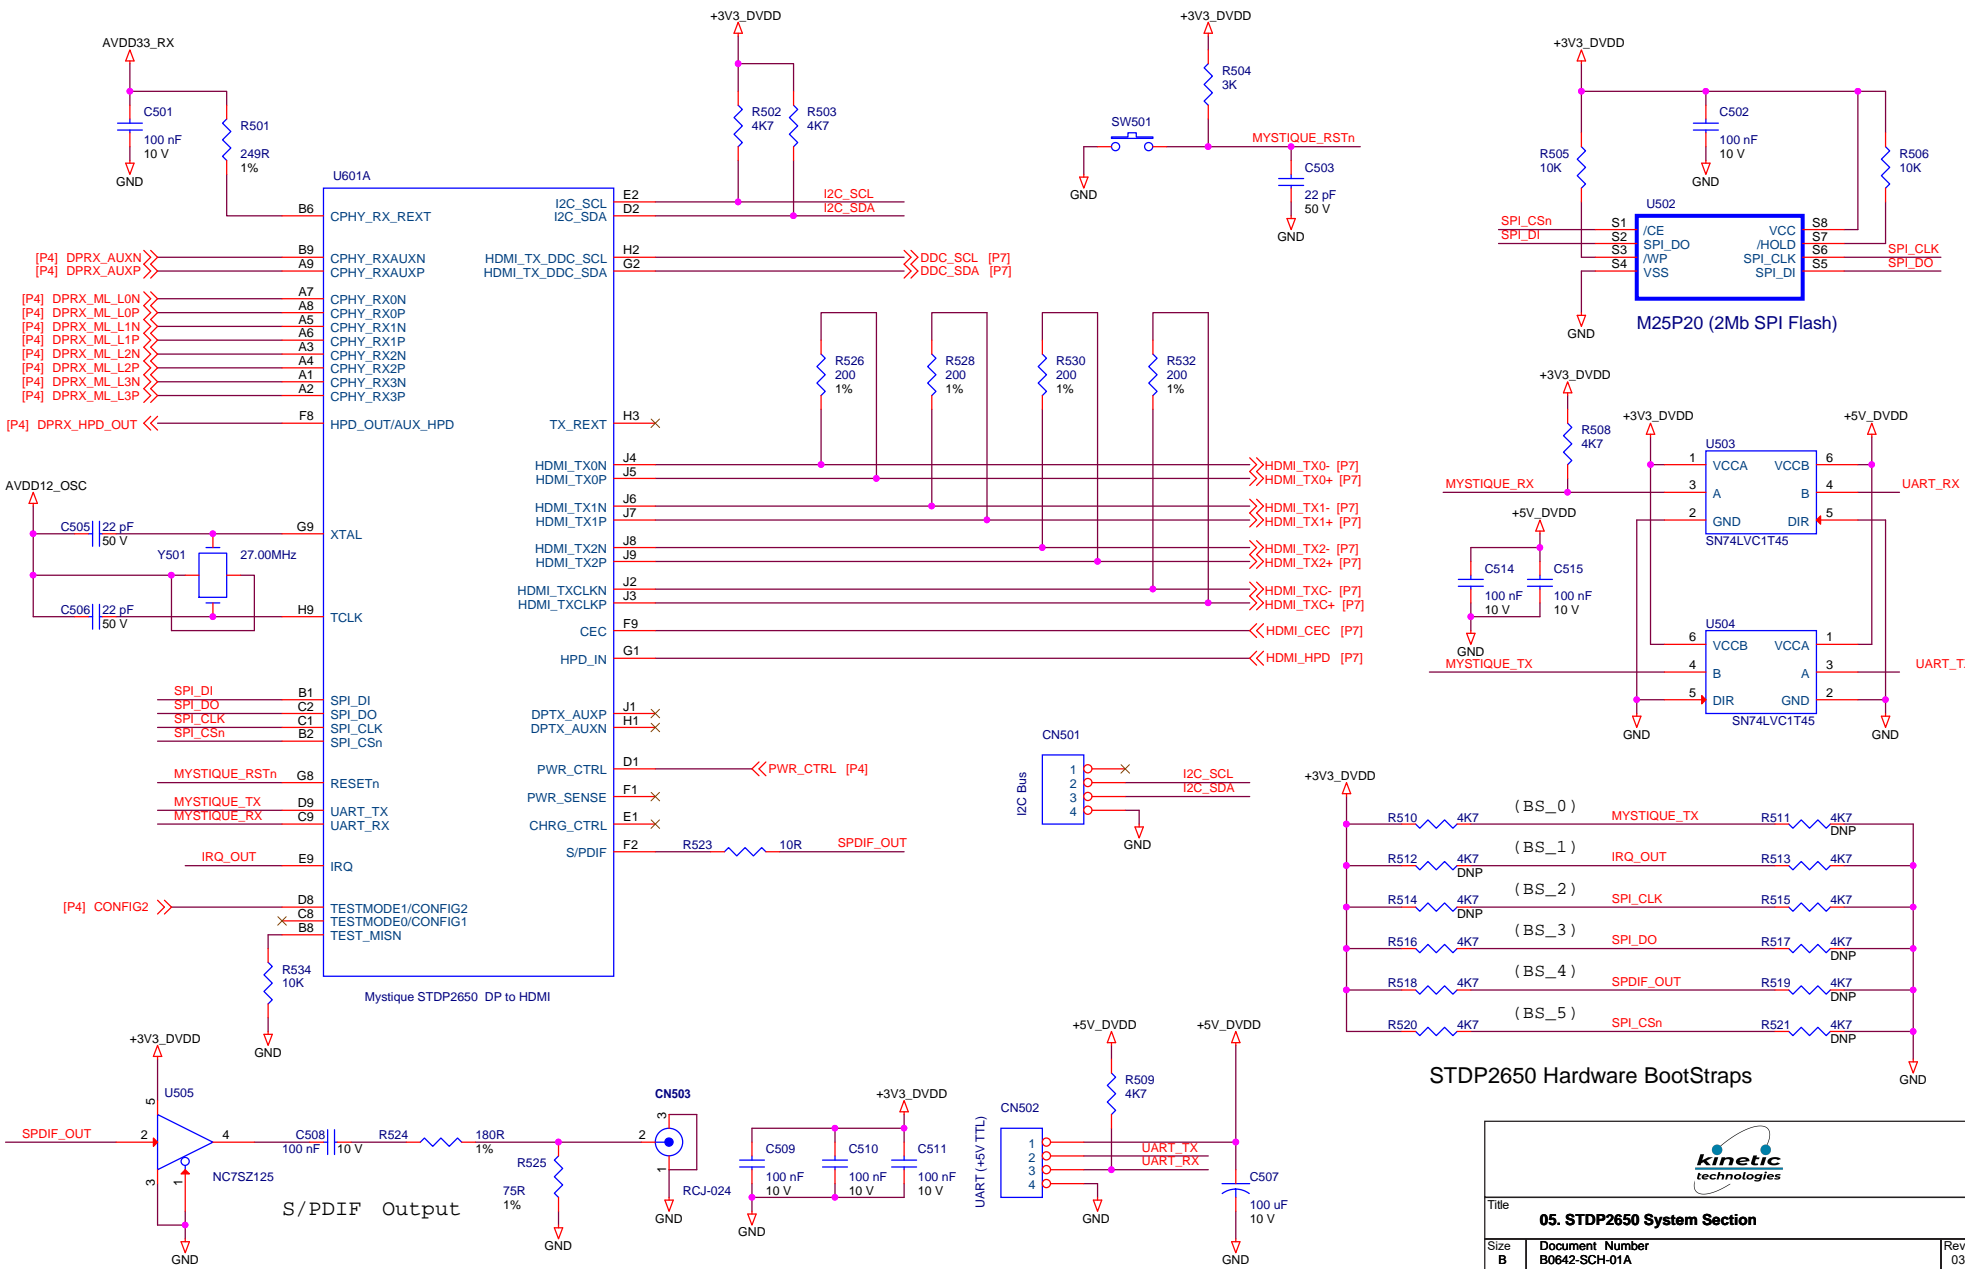 AVDD33_RX
C501
100 nF
10 V
GND
R501
249R
1%
+3V3_DVDD
R502
4K7
R503
4K7
+3V3_DVDD
R504
3K
SW501
GND
MYSTIQUE_RSTn
C503
22 pF
50 V
GND
+3V3_DVDD
C502
100 nF
10 V
GND
R505
10K
R506
10K
U502
SPI_CSn S1 /CE VCC S8
SPI_DI S2 SPI_DO /HOLD S7
S3 /WP SPI_CLK S6 SPI_CLK
S4 VSS SPI_DI S5 SPI_DO
GND
M25P20 (2Mb SPI Flash)
U601A
B6 CPHY_RX_REXT
[P4] DPRX_AUXN B9 CPHY_RXAUXN
[P4] DPRX_AUXP A9 CPHY_RXAUXP
[P4] DPRX_ML_L0N A7 CPHY_RX0N
[P4] DPRX_ML_L0P A8 CPHY_RX0P
[P4] DPRX_ML_L1N A5 CPHY_RX1N
[P4] DPRX_ML_L1P A6 CPHY_RX1P
[P4] DPRX_ML_L2N A3 CPHY_RX2N
[P4] DPRX_ML_L2P A4 CPHY_RX2P
[P4] DPRX_ML_L3N A1 CPHY_RX3N
[P4] DPRX_ML_L3P A2 CPHY_RX3P
[P4] DPRX_HPD_OUT F8 HPD_OUT/AUX_HPD
AVDD12_OSC
C505 22 pF
50 V
G9 XTAL
Y501 27.00MHz
C506 22 pF
50 V
H9 TCLK
SPI_DI B1 SPI_DI
SPI_DO C2 SPI_DO
SPI_CLK C1 SPI_CLK
SPI_CSn B2 SPI_CSn
MYSTIQUE_RSTn G8 RESETn
MYSTIQUE_TX D9 UART_TX
MYSTIQUE_RX C9 UART_RX
IRQ_OUT E9 IRQ
[P4] CONFIG2 D8 TESTMODE1/CONFIG2
C8 TESTMODE0/CONFIG1
B8 TEST_MISN
R534
10K
GND
Mystique STDP2650 DP to HDMI
I2C_SCL E2 I2C_SCL
I2C_SDA D2 I2C_SDA
HDMI_TX_DDC_SCL H2 DDC_SCL [P7]
HDMI_TX_DDC_SDA G2 DDC_SDA [P7]
R526
200
1%
R528
200
1%
R530
200
1%
R532
200
1%
TX_REXT H3
HDMI_TX0N J4 HDMI_TX0- [P7]
HDMI_TX0P J5 HDMI_TX0+ [P7]
HDMI_TX1N J6 HDMI_TX1- [P7]
HDMI_TX1P J7 HDMI_TX1+ [P7]
HDMI_TX2N J8 HDMI_TX2- [P7]
HDMI_TX2P J9 HDMI_TX2+ [P7]
HDMI_TXCLKN J2 HDMI_TXC- [P7]
HDMI_TXCLKP J3 HDMI_TXC+ [P7]
CEC F9 HDMI_CEC [P7]
HPD_IN G1 HDMI_HPD [P7]
DPTX_AUXP J1
DPTX_AUXN H1
PWR_CTRL D1 PWR_CTRL [P4]
PWR_SENSE F1
CHRG_CTRL E1
S/PDIF F2 R523 10R SPDIF_OUT
CN501
I2C Bus
1
2 I2C_SCL
3 I2C_SDA
4
GND
+3V3_DVDD
R508
4K7
+3V3_DVDD
+5V_DVDD
U503
1 VCCA VCCB 6
MYSTIQUE_RX 3 A B 4 UART_RX
2 GND DIR 5
SN74LVC1T45
+5V_DVDD
C514
100 nF
10 V
C515
100 nF
10 V
GND
U504
6 VCCB VCCA 1
MYSTIQUE_TX 4 B A 3
5 DIR GND 2
SN74LVC1T45
GND
GND
+3V3_DVDD
R510 4K7 (BS_0) MYSTIQUE_TX R511 4K7
DNP
R512 4K7 (BS_1) IRQ_OUT R513 4K7
DNP
R514 4K7 (BS_2) SPI_CLK R515 4K7
DNP
R516 4K7 (BS_3) SPI_DO R517 4K7
DNP
R518 4K7 (BS_4) SPDIF_OUT R519 4K7
DNP
R520 4K7 (BS_5) SPI_CSn R521 4K7
DNP
GND
STDP2650 Hardware BootStraps
+3V3_DVDD
U505
SPDIF_OUT 2 4
5
3
1
NC7SZ125
GND
C508
100 nF 10 V
R524 180R
1%
R525
75R
1%
GND
S/PDIF Output
CN503
3
2
1
RCJ-024
GND
+3V3_DVDD
C509
100 nF
10 V
C510
100 nF
10 V
C511
100 nF
10 V
GND
+5V_DVDD
R509
4K7
+5V_DVDD
CN502
UART (+5V TTL)
1
2 UART_TX
3 UART_RX
4
GND
C507
100 uF
10 V
GND
kinetic
technologies
Title
05. STDP2650 System Section
Size Document Number Rev
B B0642-SCH-01A 03